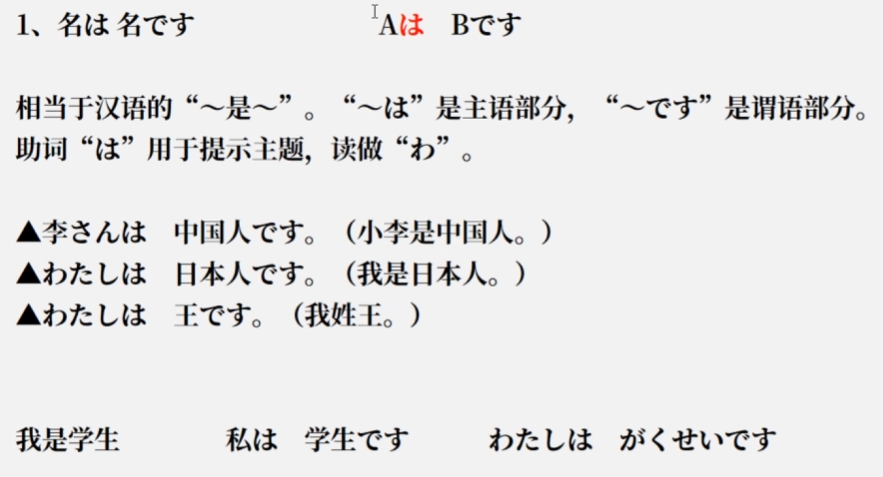 1、名は 名です　　Aは　Bです
相当于汉语的“～是～”。“～は”是主语部分，“～です”是谓语部分。
助词“は”用于提示主题，读做“わ”。
▲李さんは　中国人です。（小李是中国人。）
▲わたしは　日本人です。（我是日本人。）
▲わたしは　王です。（我姓王。）
我是学生　　私は　学生です　　わたしは　がくせいです